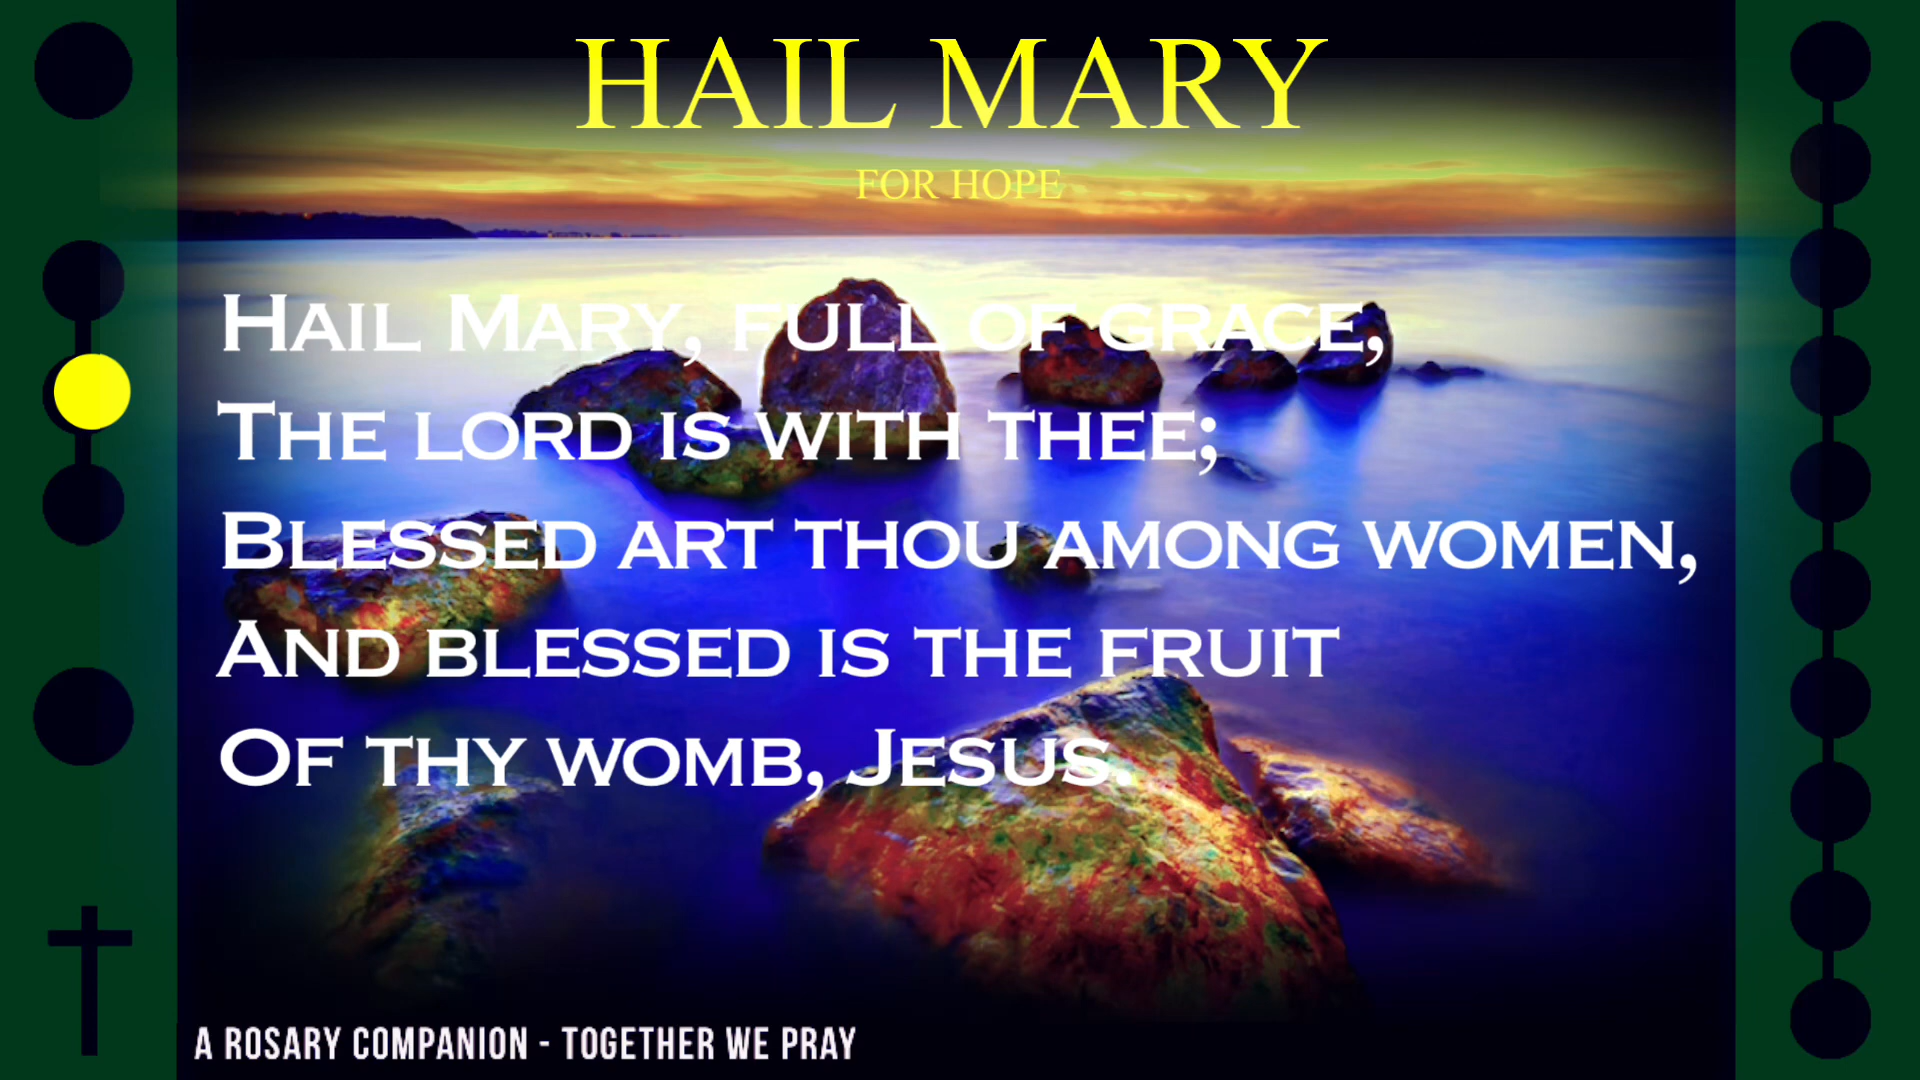 HAIL MARY
FOR HOPE
Hail Mary, full of grace,
The lord is with thee;
Blessed art thou among women,
And blessed is the fruit
Of thy womb, Jesus.
A ROSARY COMPANION - TOGETHER WE PRAY